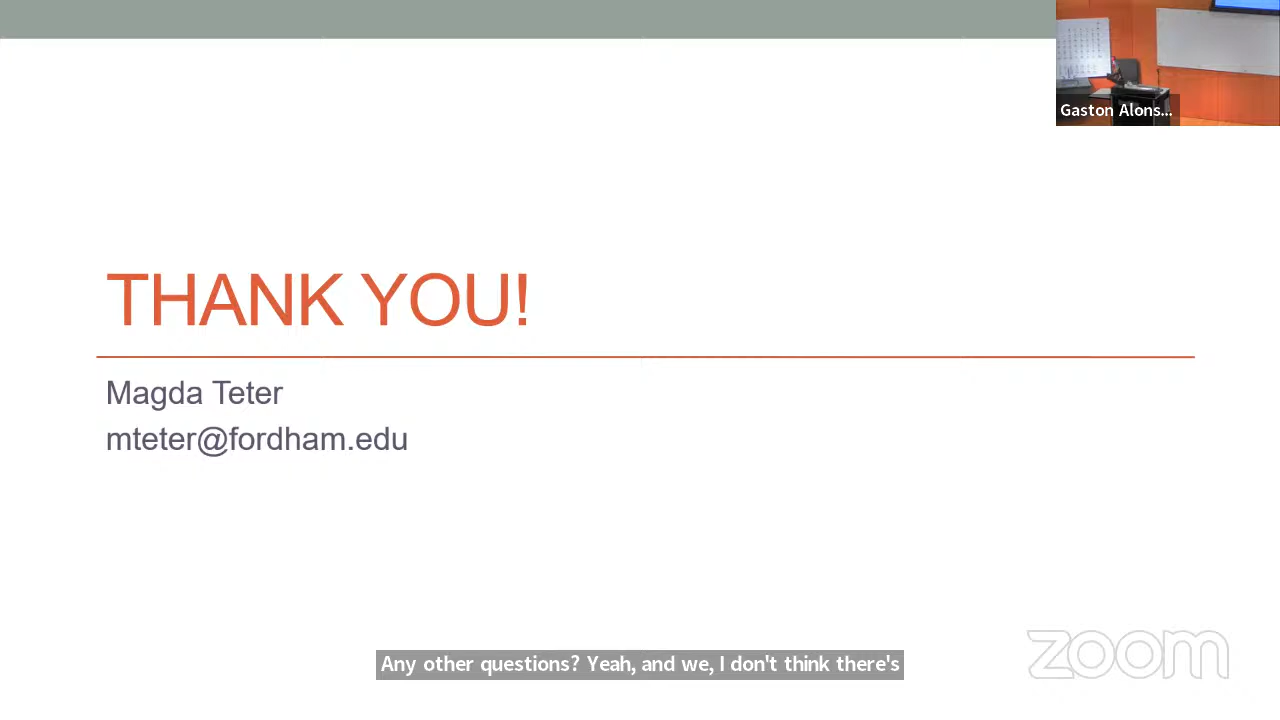 Gaston Alons...
THANK YOU!
Magda Teter
mteter@fordham.edu
Any other questions? Yeah, and we, I don't think there's
zoom